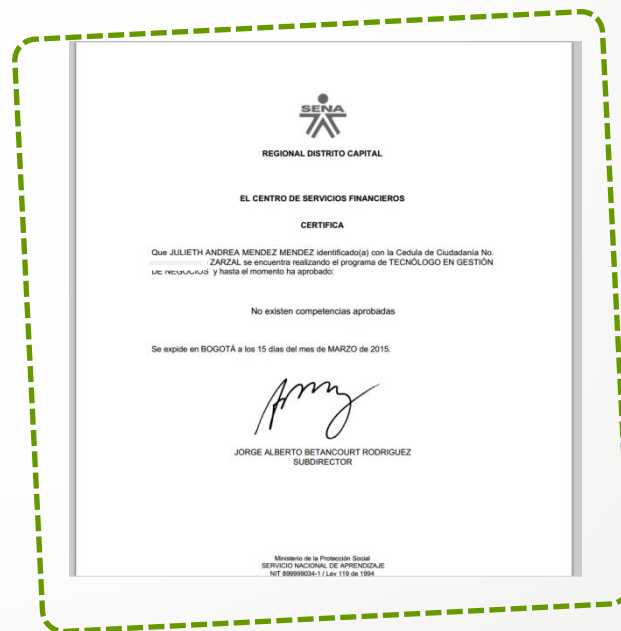 SENA
REGIONAL DISTRITO CAPITAL
EL CENTRO DE SERVICIOS FINANCIEROS
CERTIFICA
Que JULIETH ANDREA MENDEZ MENDEZ identificado(a) con la Cedula de Ciudadania No.
ZARZAL se encuentra realizando el programa de TECNÓLOGO EN GESTIÓN
DE NEGOCIOS y hasta el momento ha aprobado:
No existen competencias aprobadas
Se expide en BOGOTÁ a los 15 días del mes de MARZO de 2015.
JORGE ALBERTO BETANCOURT RODRIGUEZ
SUBDIRECTOR
Ministerio de la Protección Social
SERVICIO NACIONAL DE APRENDIZAJE
NIT 899999034-1 / Ley 119 de 1994